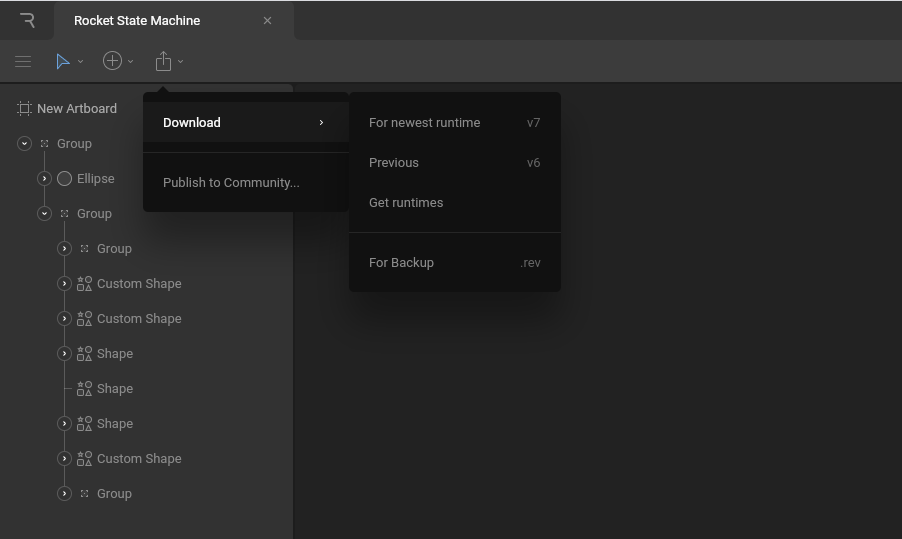 Rocket State Machine
New Artboard
Group
Ellipse
Group
Group
Custom Shape
Custom Shape
Shape
Shape
Shape
Custom Shape
Group
Download
Publish to Community...
For newest runtime v7
Previous v6
Get runtimes
For Backup .rev